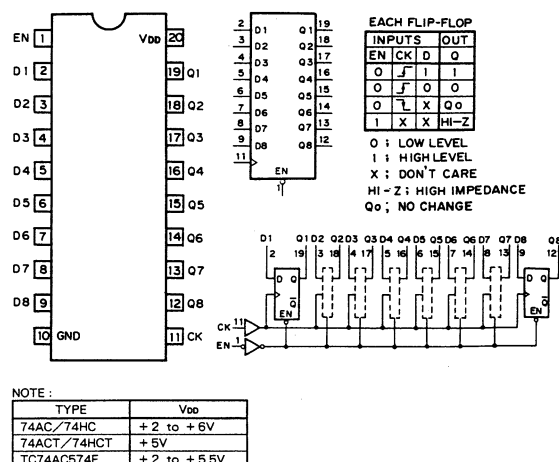 EN 1 VDD 20
D1 2 19 Q1
D2 3 18 Q2
D3 4 17 Q3
D4 5 16 Q4
D5 6 15 Q5
D6 7 14 Q6
D7 8 13 Q7
D8 9 12 Q8
10 GND 11 CK
2 D1 Q1 19
3 D2 Q2 18
4 D3 Q3 17
5 D4 Q4 16
6 D5 Q5 15
7 D6 Q6 14
8 D7 Q7 13
9 D8 Q8 12
11
EN
1
EACH FLIP-FLOP
INPUTS OUT
EN CK D Q
0 1 1
0 0 0
0 X Qo
1 X X HI-Z
0 ; LOW LEVEL
1 ; HIGH LEVEL
X ; DON'T CARE
HI-Z ; HIGH IMPEDANCE
Qo ; NO CHANGE
D1 Q1 D2 Q2 D3 Q3 D4 Q4 D5 Q5 D6 Q6 D7 Q7 D8 Q8
2 19 3 18 4 17 5 16 6 15 7 14 8 13 9 12
D Q D Q
Q Q
EN EN
CK 11
EN 1
NOTE :
TYPE VDD
74AC/74HC +2 to +6V
74ACT/74HCT +5V
TC74AC574F +2 to +5.5V